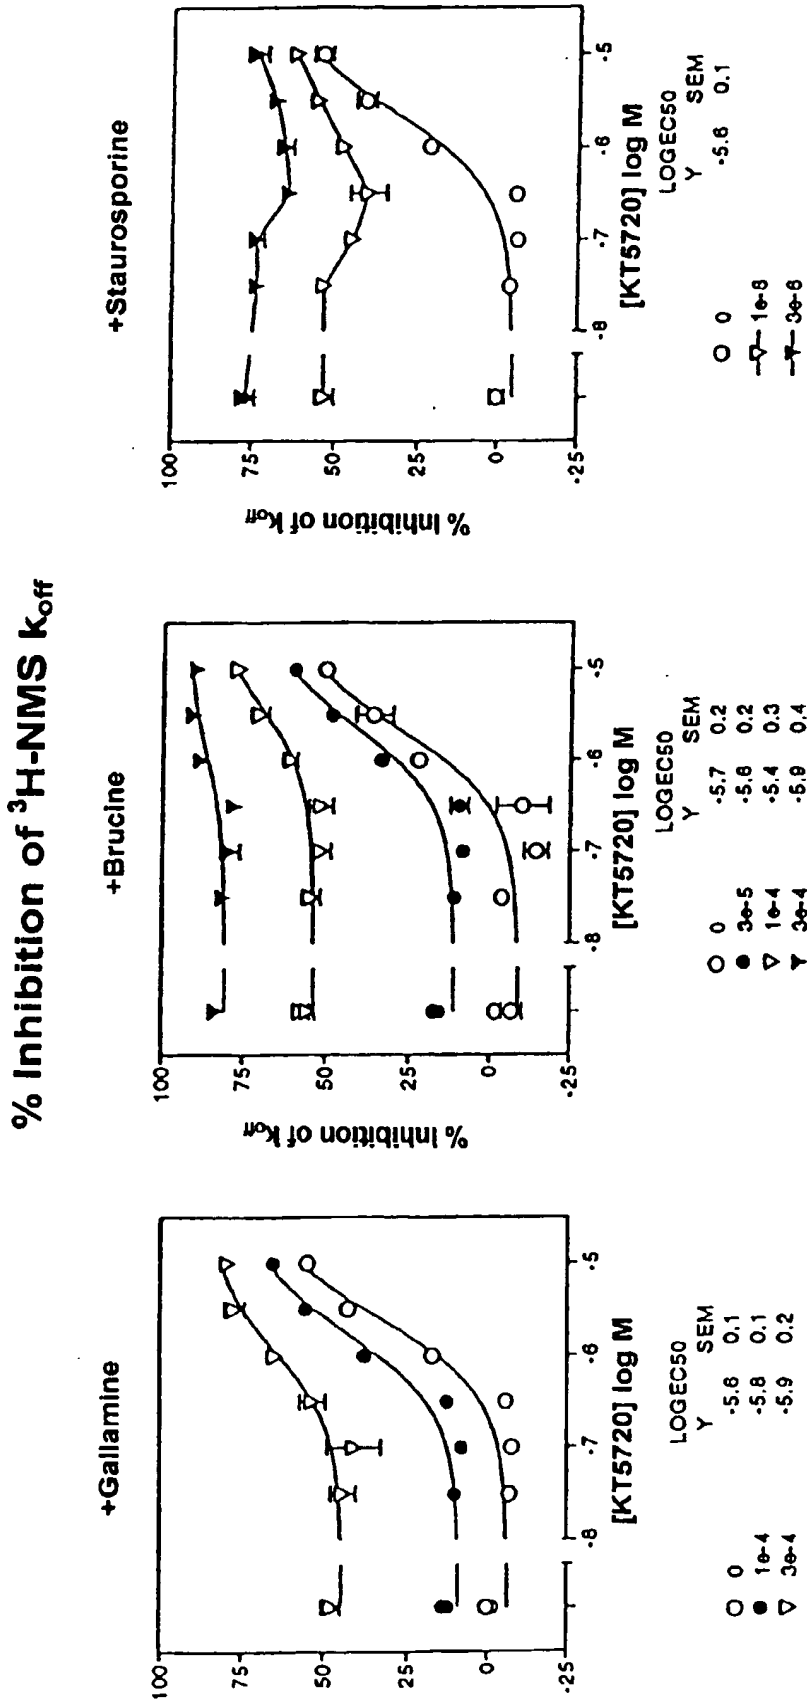 % Inhibition of ³H-NMS k_off
+Gallamine
100
75
50
25
0
-25
-8 -7 -6 -5
[KT5720] log M
LOGEC50
Y SEM
0 -5.6 0.1
1e-4 -5.8 0.1
3e-4 -5.9 0.2
+Brucine
% Inhibition of k_off
100
75
50
25
0
-25
-8 -7 -6 -5
[KT5720] log M
LOGEC50
Y SEM
0 -5.7 0.2
3e-5 -5.6 0.2
1e-4 -5.4 0.3
3e-4 -5.9 0.4
+Staurosporine
% Inhibition of k_off
100
75
50
25
0
-25
-8 -7 -6 -5
[KT5720] log M
LOGEC50
Y SEM
0 -5.6 0.1
1e-8
3e-6